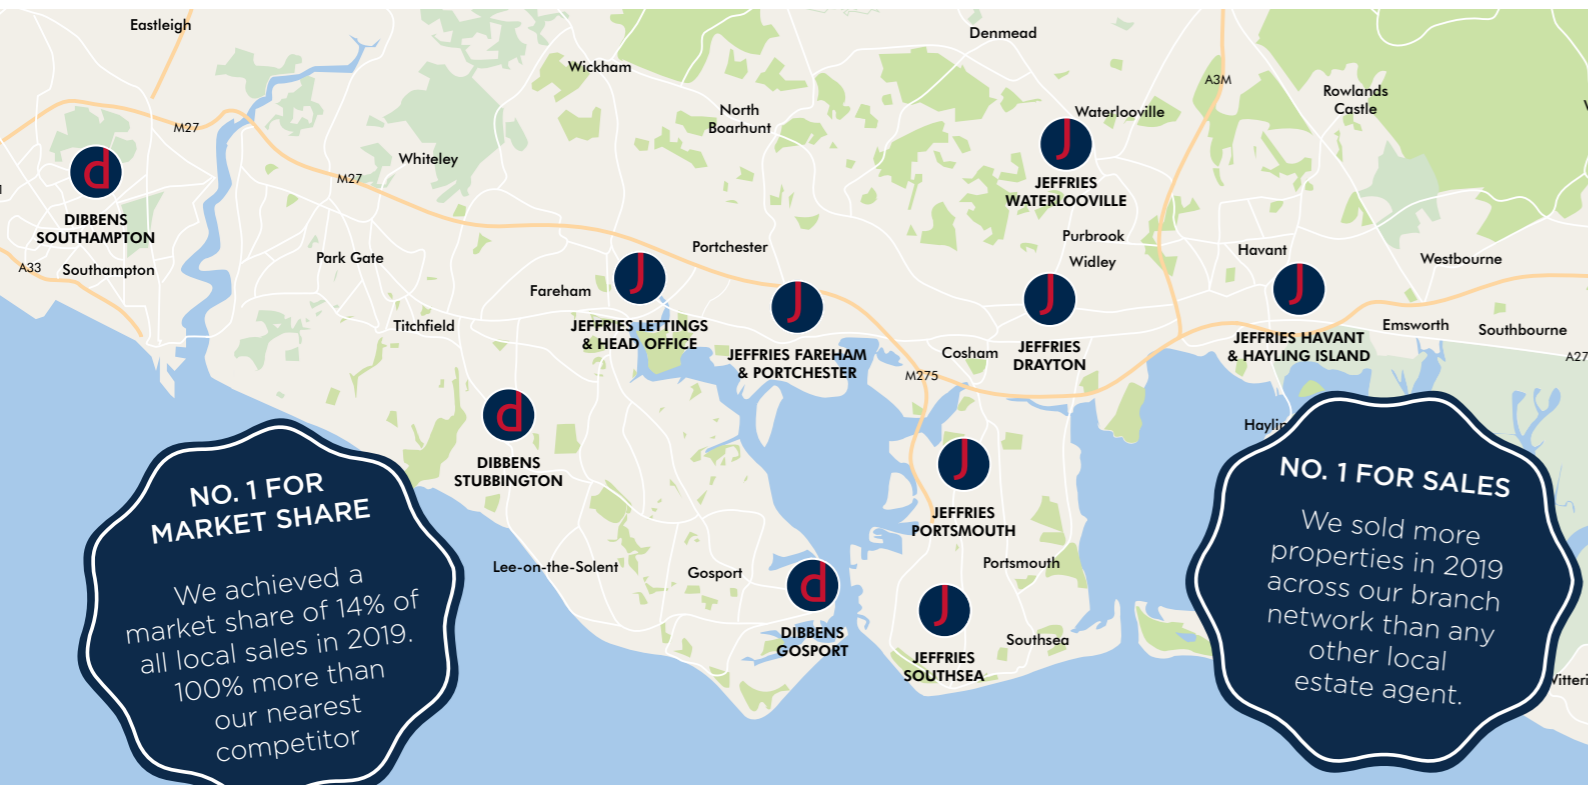 Eastleigh
Denmead
Wickham
A3M
Rowlands
Castle
North
Boarhunt
Waterlooville
M27
Whiteley
M27
d
J
JEFFRIES
WATERLOOVILLE
DIBBENS
SOUTHAMPTON
A33
Southampton
Park Gate
Portchester
Purbrook
Widley
Havant
Westbourne
Fareham
J
J
J
J
Titchfield
JEFFRIES LETTINGS
& HEAD OFFICE
JEFFRIES FAREHAM
& PORTCHESTER
Cosham
JEFFRIES
DRAYTON
JEFFRIES HAVANT
& HAYLING ISLAND
Emsworth
Southbourne
A27
M275
d
DIBBENS
STUBBINGTON
J
JEFFRIES
PORTSMOUTH
Portsmouth
Lee-on-the-Solent
Gosport
d
DIBBENS
GOSPORT
J
JEFFRIES
SOUTHSEA
Southsea
Haylin
Vitteri
NO. 1 FOR
MARKET SHARE
We achieved a
market share of 14% of
all local sales in 2019.
100% more than
our nearest
competitor
NO. 1 FOR SALES
We sold more
properties in 2019
across our branch
network than any
other local
estate agent.